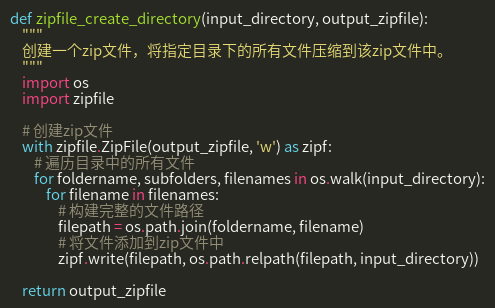 def zipfile_create_directory(input_directory, output_zipfile):
    """
    创建一个zip文件，将指定目录下的所有文件压缩到该zip文件中。
    """
    import os
    import zipfile

    # 创建zip文件
    with zipfile.ZipFile(output_zipfile, 'w') as zipf:
        # 遍历目录中的所有文件
        for foldername, subfolders, filenames in os.walk(input_directory):
            for filename in filenames:
                # 构建完整的文件路径
                filepath = os.path.join(foldername, filename)
                # 将文件添加到zip文件中
                zipf.write(filepath, os.path.relpath(filepath, input_directory))

    return output_zipfile